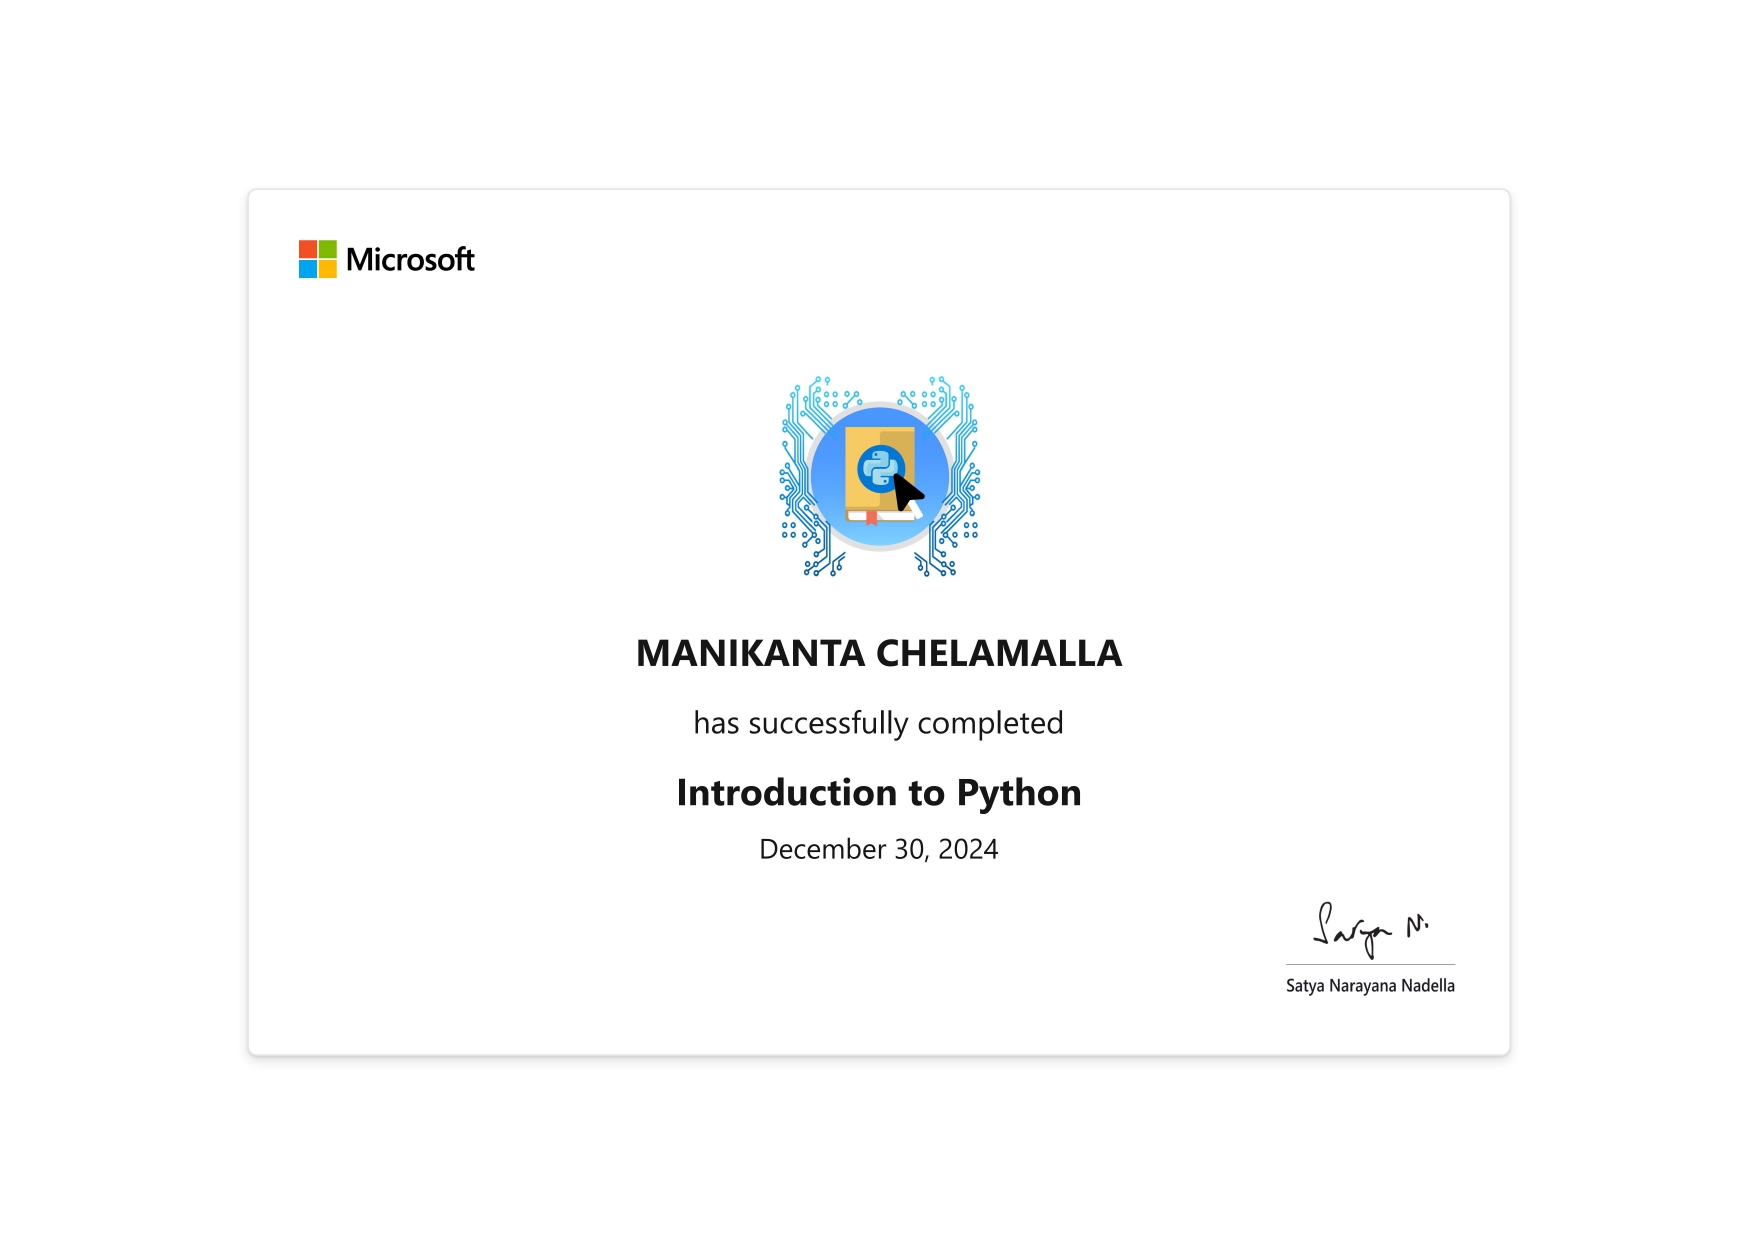 Microsoft
MANIKANTA CHELAMALLA
has successfully completed
Introduction to Python
December 30, 2024
Satya N.
Satya Narayana Nadella